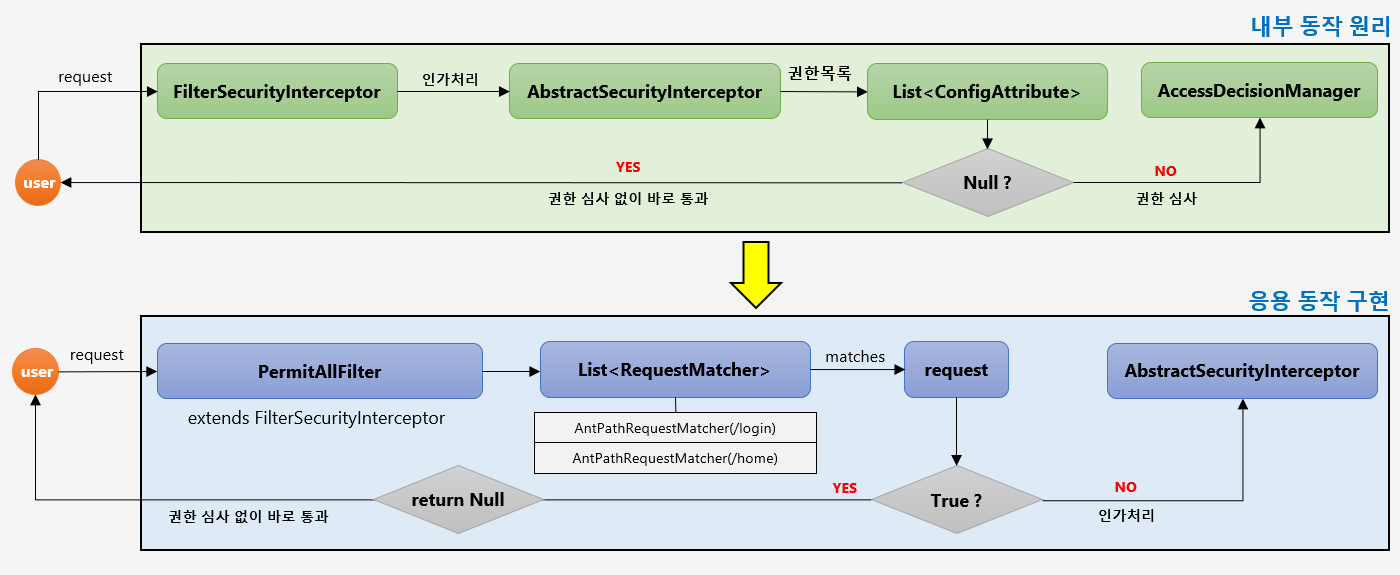 내부 동작 원리
request
FilterSecurityInterceptor
인가처리
AbstractSecurityInterceptor
권한목록
List<ConfigAttribute>
AccessDecisionManager
user
YES
권한 심사 없이 바로 통과
Null ?
NO
권한 심사
응용 동작 구현
user
request
PermitAllFilter
extends FilterSecurityInterceptor
List<RequestMatcher>
AntPathRequestMatcher(/login)
AntPathRequestMatcher(/home)
matches
request
AbstractSecurityInterceptor
return Null
권한 심사 없이 바로 통과
YES
True ?
NO
인가처리